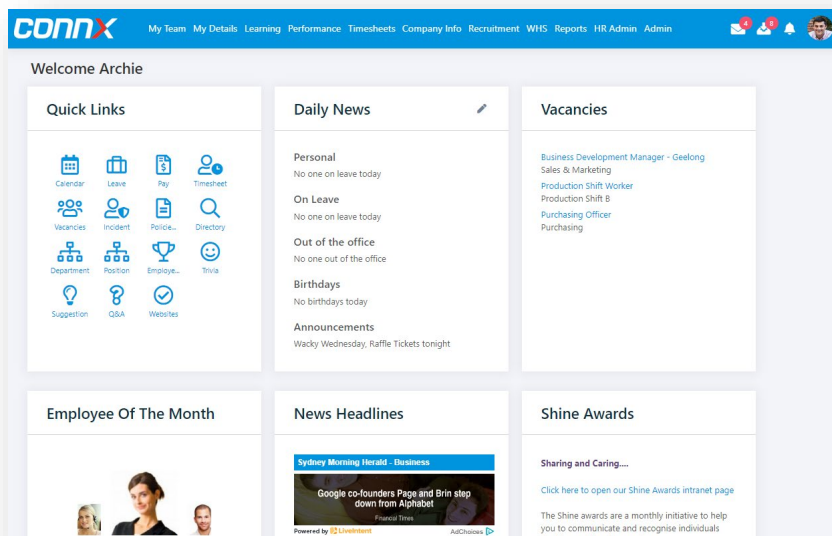 CONNX
My Team My Details Learning Performance Timesheets Company Info Recruitment WHS Reports HR Admin Admin
4
8
Welcome Archie
Quick Links
Calendar
Leave
Pay
Timesheet
Vacancies
Incident
Policie...
Directory
Department
Position
Employe...
Trivia
Suggestion
Q&A
Websites
Daily News
Personal
No one on leave today
On Leave
No one on leave today
Out of the office
No one out of the office
Birthdays
No birthdays today
Announcements
Wacky Wednesday, Raffle Tickets tonight
Vacancies
Business Development Manager - Geelong
Sales & Marketing
Production Shift Worker
Production Shift B
Purchasing Officer
Purchasing
Employee Of The Month
News Headlines
Sydney Morning Herald - Business
Google co-founders Page and Brin step
down from Alphabet
Financial Times
Powered by LiveIntent
AdChoices
Shine Awards
Sharing and Caring....
Click here to open our Shine Awards intranet page
The Shine awards are a monthly initiative to help
you to communicate and recognise individuals